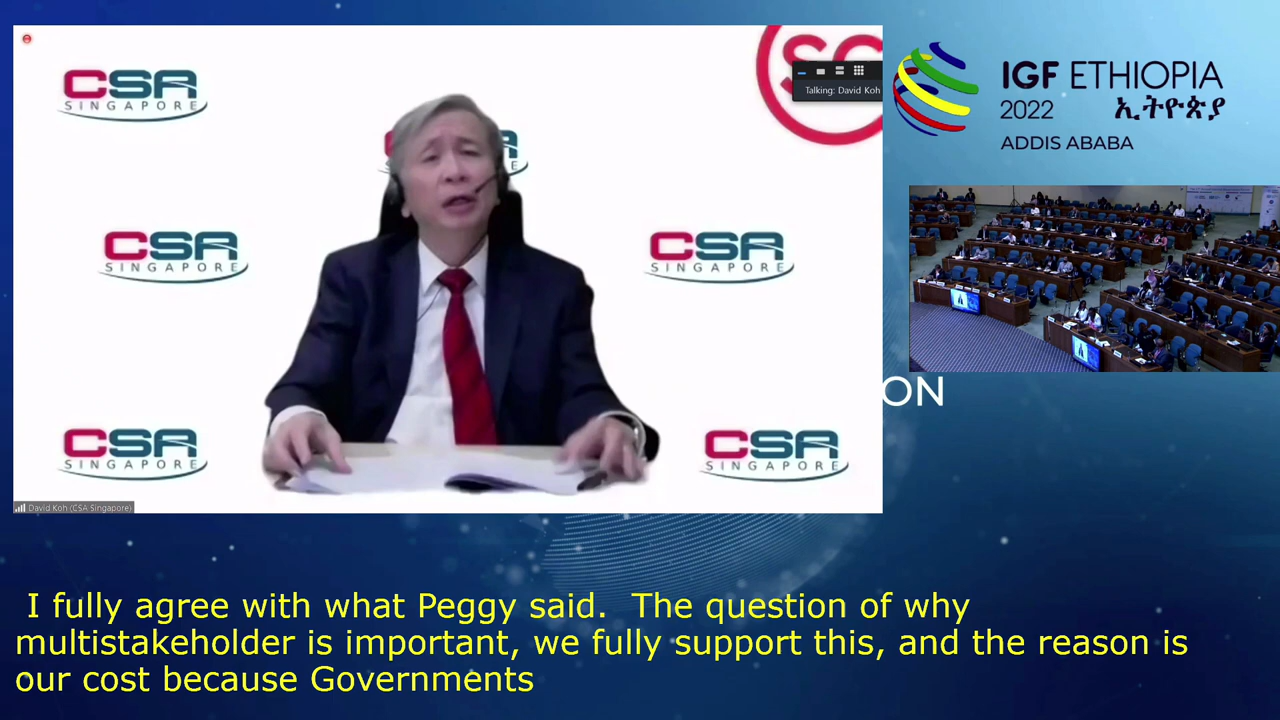 CSA
SINGAPORE
SG
Talking: David Koh
CSA
SINGAPORE
CSA
SINGAPORE
CSA
SINGAPORE
CSA
SINGAPORE
David Koh (CSA Singapore)
IGF ETHIOPIA
2022 ኢትዮጵያ
ADDIS ABABA
ON
I fully agree with what Peggy said. The question of why
multistakeholder is important, we fully support this, and the reason is
our cost because Governments